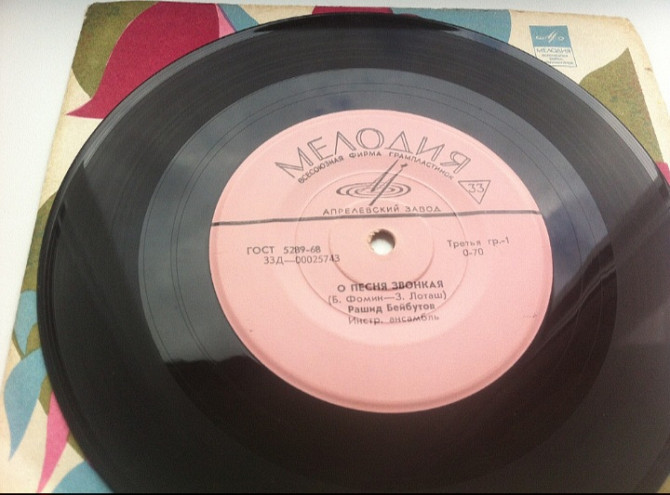 МЕЛОДИЯ
МЕЛОДИЯ
ВСЕСОЮЗНАЯ ФИРМА ГРАМПЛАСТИНОК
33
АПРЕЛЕВСКИЙ ЗАВОД
ГОСТ 5289-68
33Д—00025743
Третья гр.-1
0-70
О ПЕСНЯ ЗВОНКАЯ
(Б. Фомин—З. Лоташ)
Рашид Бейбутов
Инстр. ансамбль